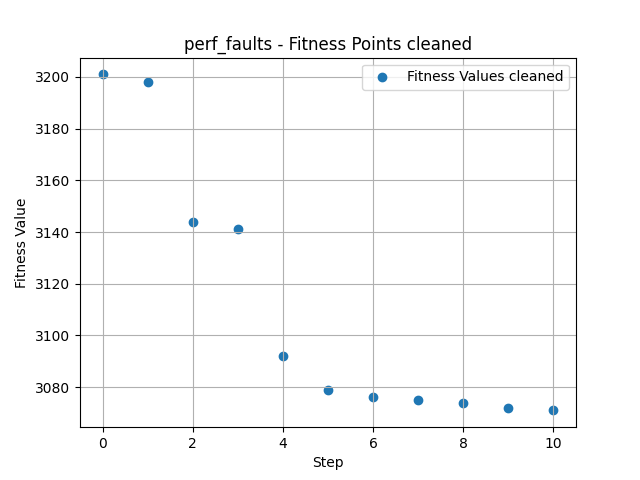 perf_faults - Fitness Points cleaned
Fitness Values cleaned
Fitness Value
3200
3180
3160
3140
3120
3100
3080
0 2 4 6 8 10
Step